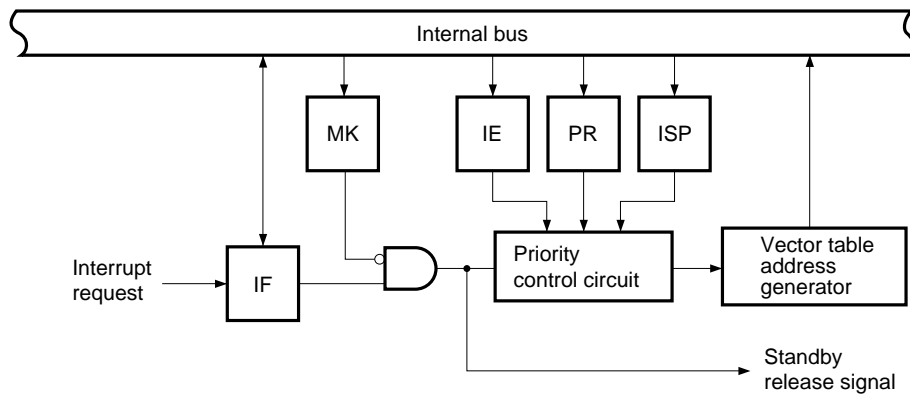 Internal bus
MK
IE
PR
ISP
Interrupt
request
IF
Priority
control circuit
Vector table
address
generator
Standby
release signal